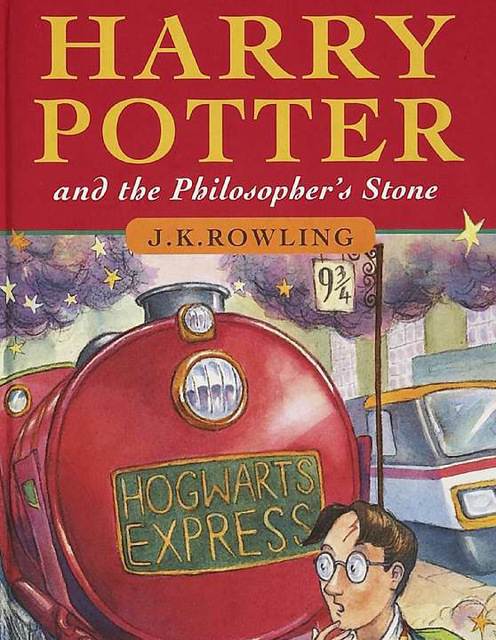 HARRY
POTTER
and the Philosopher's Stone
J.K.ROWLING
9¾
HOGWARTS
EXPRESS